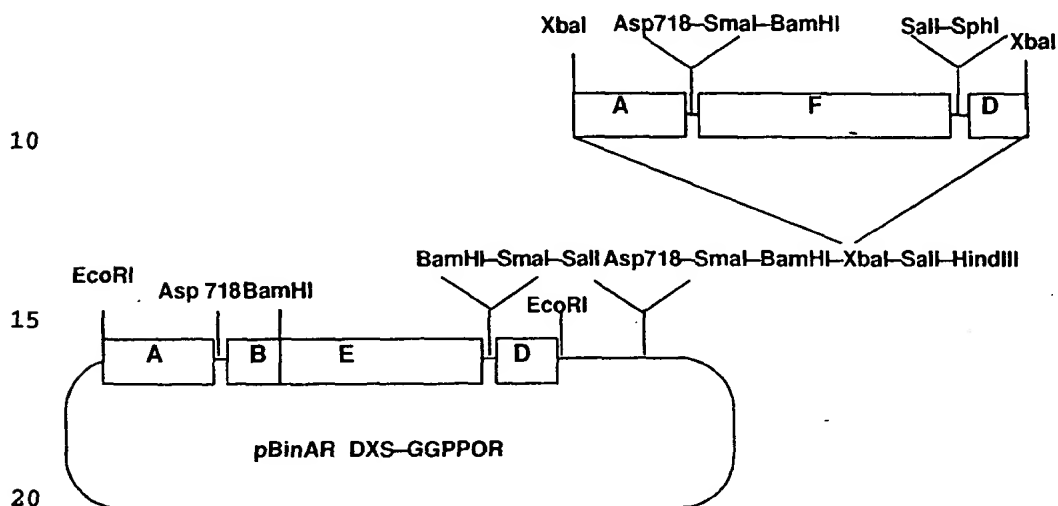 XbaI Asp718-SmaI-BamHI SalI-SphI XbaI
A F D
10
BamHI-SmaI-SalI Asp718-SmaI-BamHI-XbaI-SalI-HindIII
EcoRI
Asp 718 BamHI EcoRI
15
A B E D
pBinAR DXS-GGPPOR
20